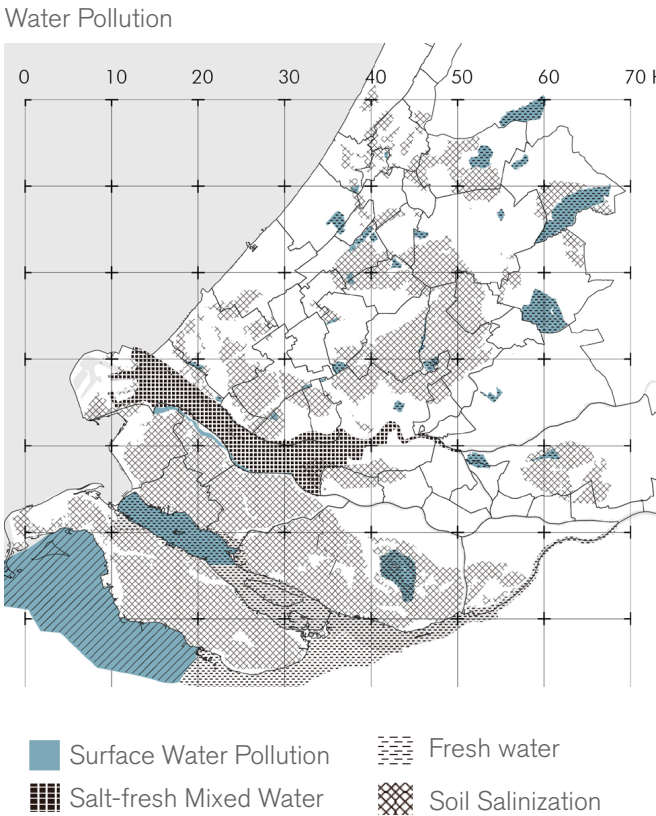 Water Pollution
0 10 20 30 40 50 60 70
Surface Water Pollution
Fresh water
Salt-fresh Mixed Water
Soil Salinization